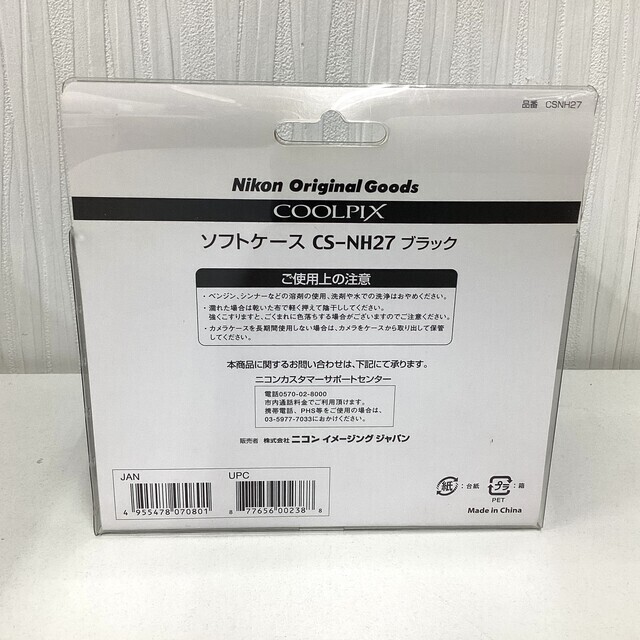 品番 CSNH27
Nikon Original Goods
COOLPIX
ソフトケース CS-NH27 ブラック
ご使用上の注意
・ベンジン、シンナーなどの溶剤の使用、洗剤や水での洗浄はおやめください。
・濡れた場合は乾いた布で軽く押えて陰干ししてください。
強くこすりますと、ごくまれに色落ちする場合がございますのでご注意ください。
・カメラケースを長期間使用しない場合は、カメラをケースから取り出して保管
してください。
本商品に関するお問い合わせは、下記にて承ります。
ニコンカスタマーサポートセンター
電話0570-02-8000
市内通話料金でご利用頂けます。
携帯電話、PHS等をご使用の場合は、
03-5977-7033におかけください。
販売者 株式会社 ニコン イメージング ジャパン
JAN
4 955478 070801
UPC
8 77656 00238 8
紙 : 台紙
プラ : 箱
PET
Made in China